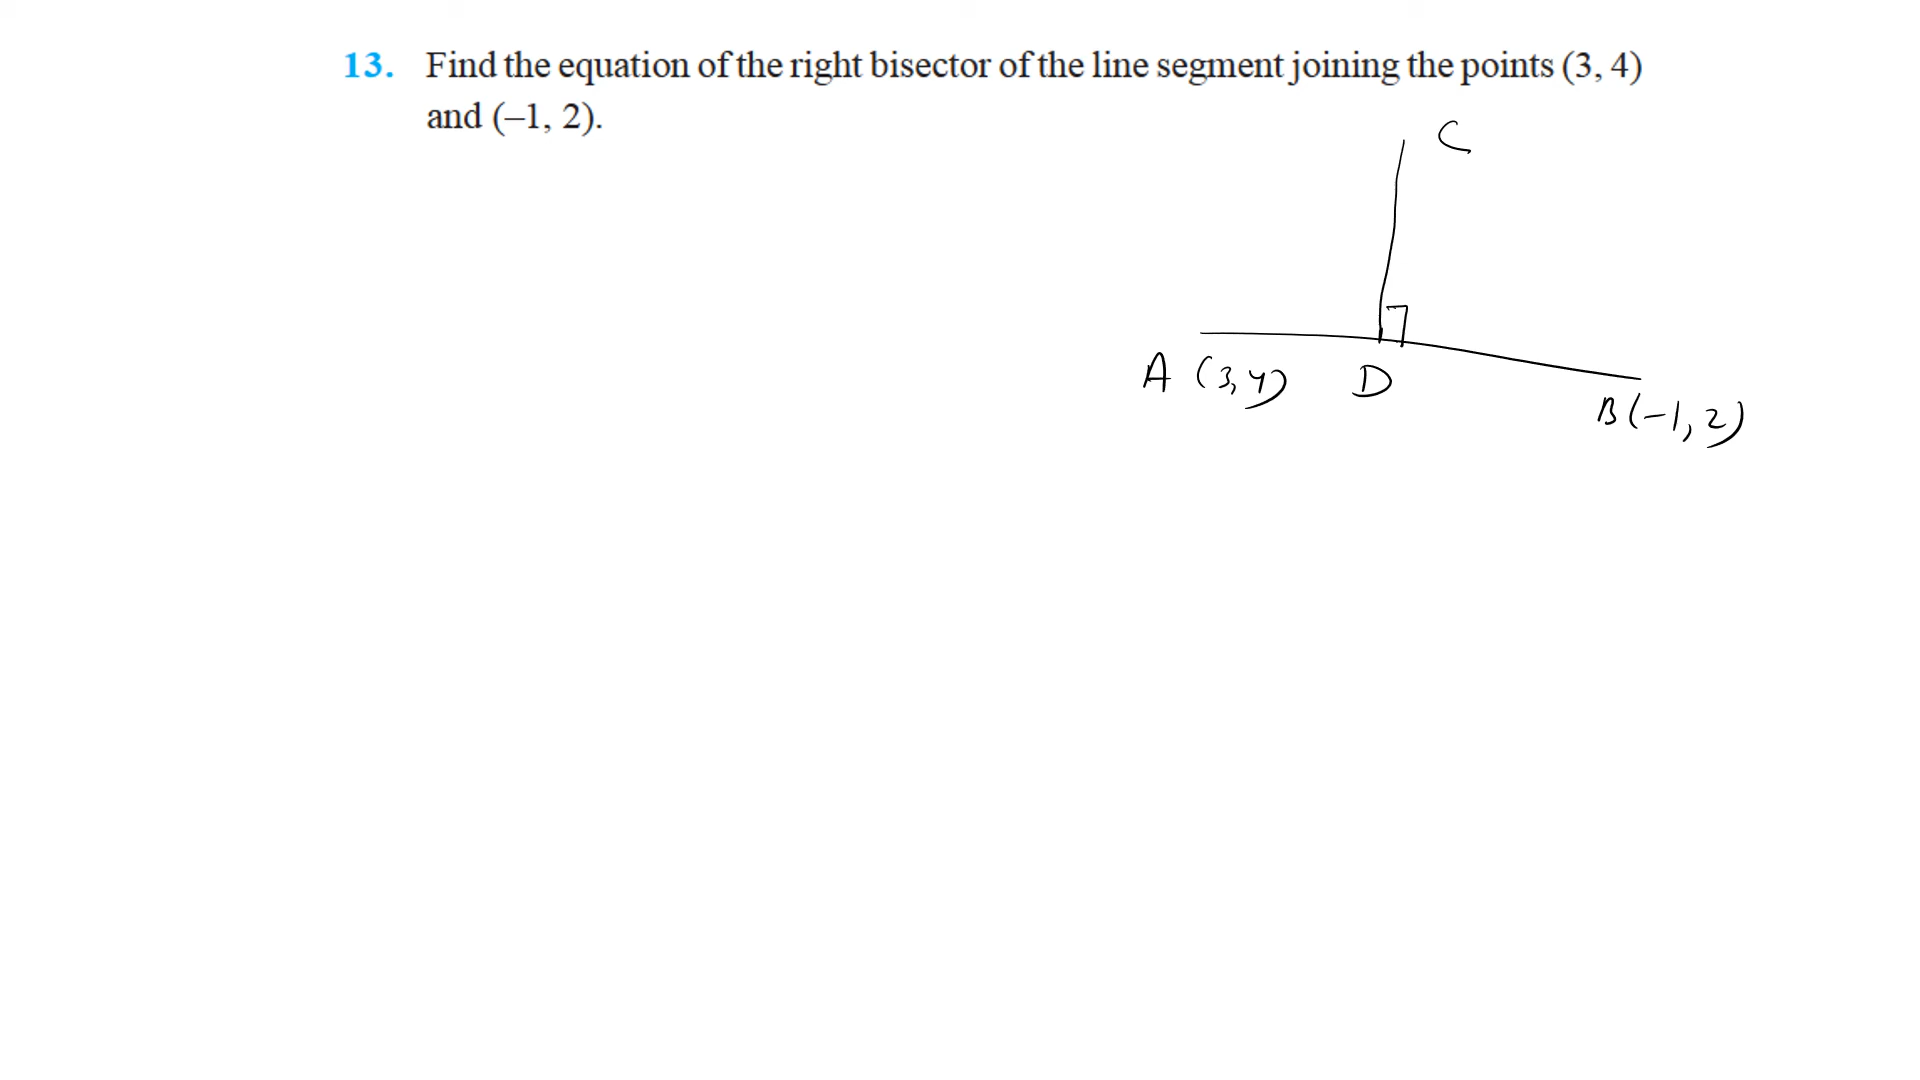 13. Find the equation of the right bisector of the line segment joining the points (3, 4)
and (–1, 2).
C
A (3,4) D
B(-1,2)